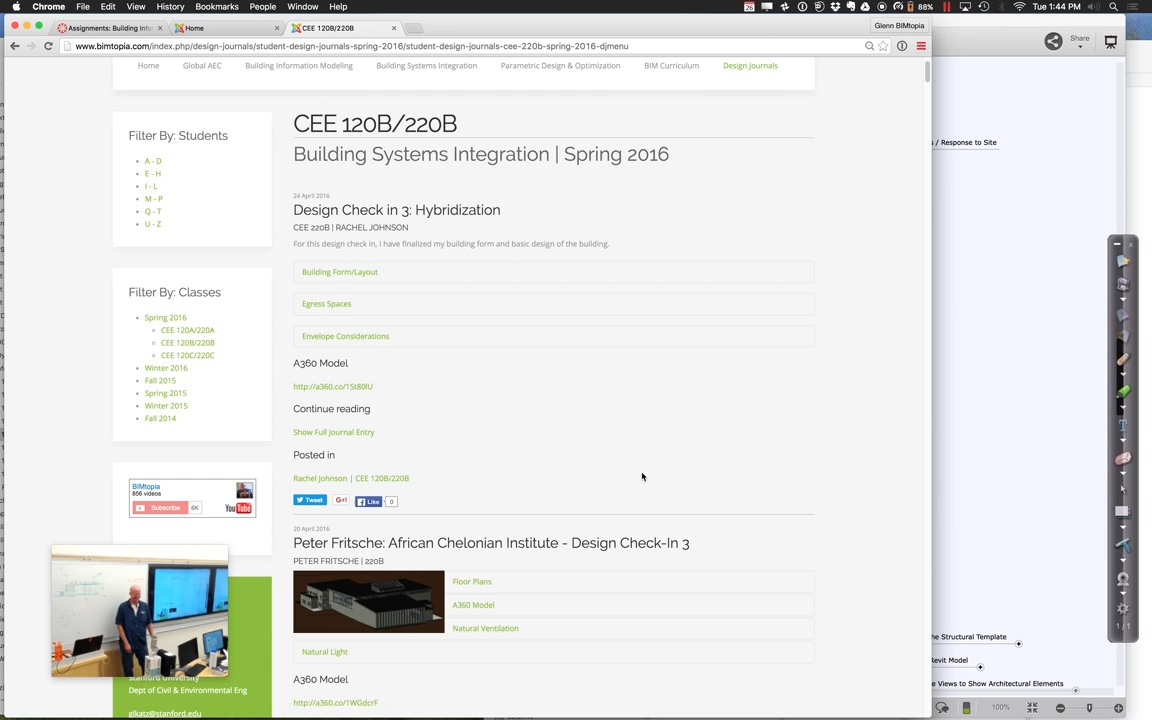 Chrome File Edit View History Bookmarks People Window Help
26 88% Tue 1:44 PM
Assignments: Building Inf
Home
CEE 120B/220B
Glenn BIMtopia
www.bimtopia.com/index.php/design-journals/student-design-journals-spring-2016/student-design-journals-cee-220b-spring-2016-djmenu
Share
Home Global AEC Building Information Modeling Building Systems Integration Parametric Design & Optimization BIM Curriculum Design Journals
Filter By: Students
A - D
E - H
I - L
M - P
Q - T
U - Z
Filter By: Classes
Spring 2016
CEE 120A/220A
CEE 120B/220B
CEE 120C/220C
Winter 2016
Fall 2015
Spring 2015
Winter 2015
Fall 2014
BIMtopia
856 videos
Subscribe 6K
YouTube
Stanford University
Dept of Civil & Environmental Eng
glkatz@stanford.edu
CEE 120B/220B
Building Systems Integration | Spring 2016
24 April 2016
Design Check in 3: Hybridization
CEE 220B | RACHEL JOHNSON
For this design check in, I have finalized my building form and basic design of the building.
Building Form/Layout
Egress Spaces
Envelope Considerations
A360 Model
http://a360.co/1St80lU
Continue reading
Show Full Journal Entry
Posted in
Rachel Johnson | CEE 120B/220B
Tweet G+1 Like 0
20 April 2016
Peter Fritsche: African Chelonian Institute - Design Check-In 3
PETER FRITSCHE | 220B
Floor Plans
A360 Model
Natural Ventilation
Natural Light
A360 Model
http://a360.co/1WGdcrF
s / Response to Site
he Structural Template
Revit Model
e Views to Show Architectural Elements
1 / 1
100%